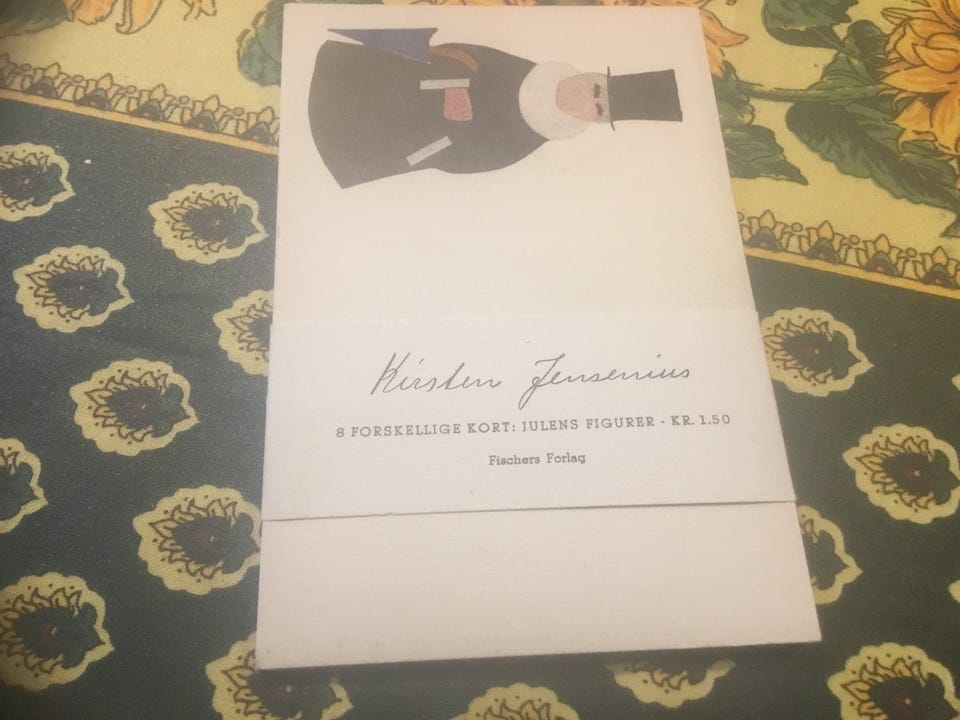 Kirsten Jensenius
8 FORSKELLIGE KORT: JULENS FIGURER - KR. 1.50
Fischers Forlag